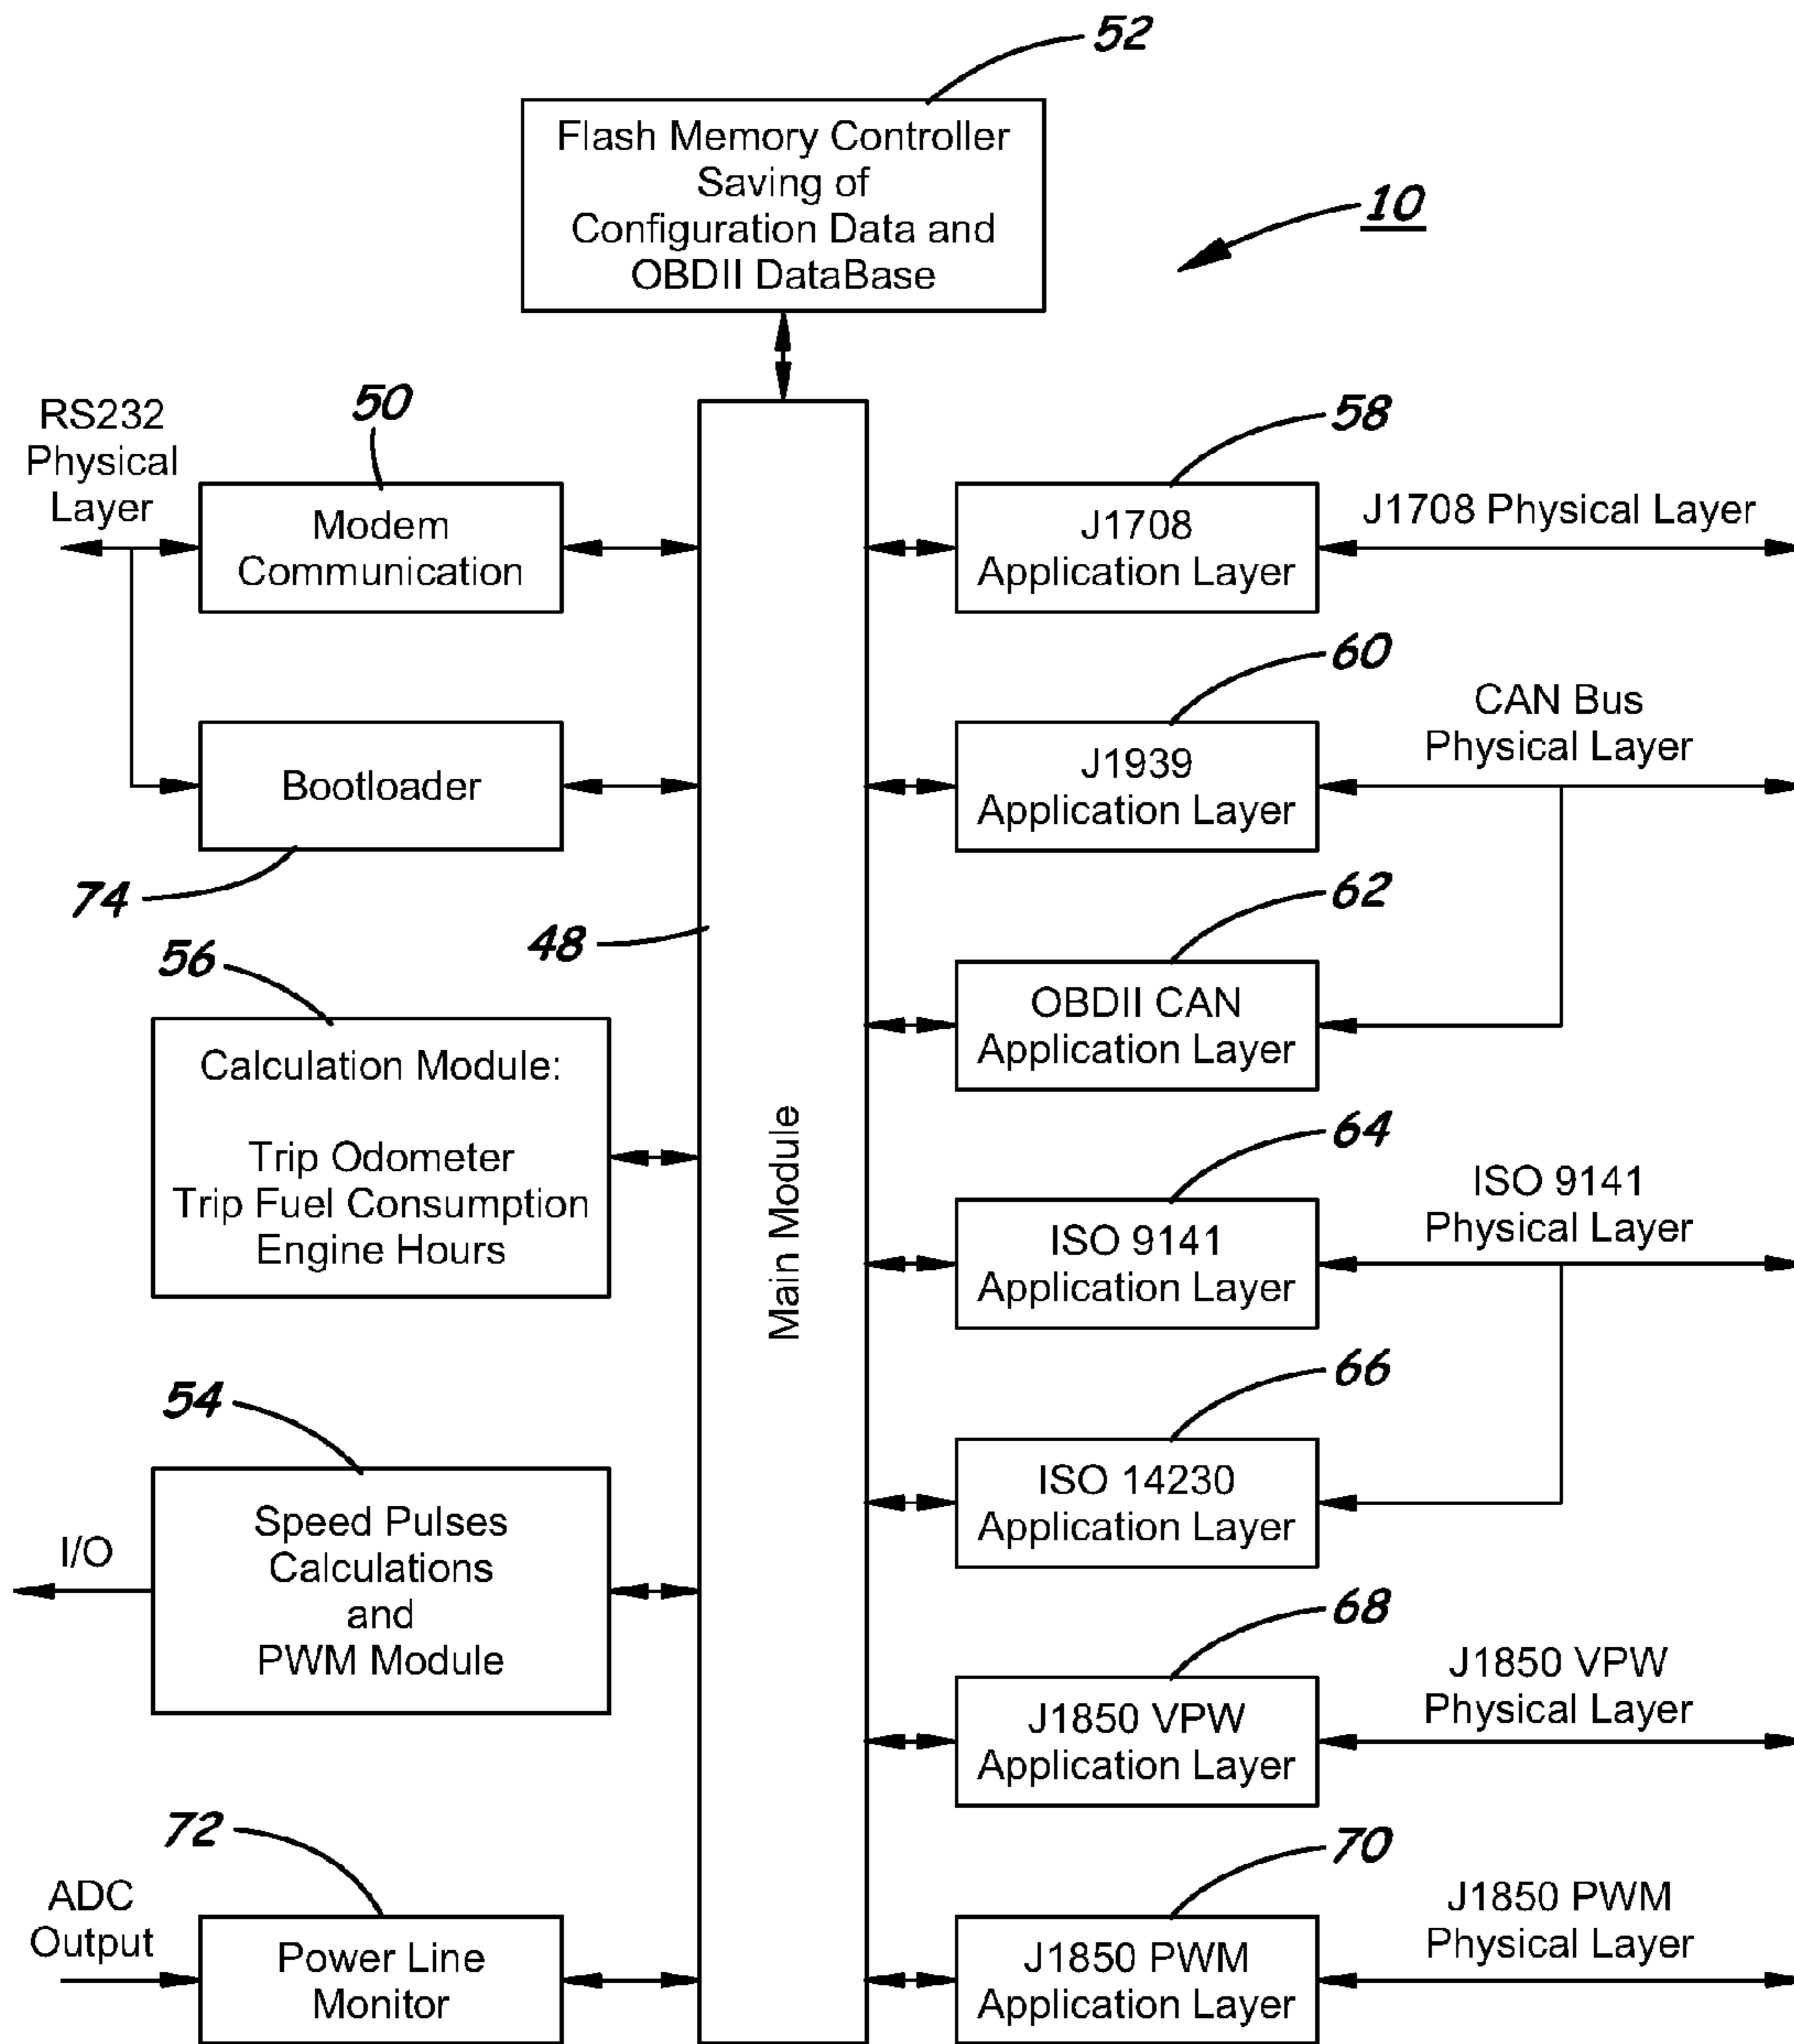 52
Flash Memory Controller
Saving of
Configuration Data and
OBDII DataBase
10
RS232
Physical
Layer
50
Modem
Communication
58
J1708
Application Layer
J1708 Physical Layer
60
Bootloader
74
J1939
Application Layer
CAN Bus
Physical Layer
48
Main Module
62
OBDII CAN
Application Layer
56
Calculation Module:
Trip Odometer
Trip Fuel Consumption
Engine Hours
64
ISO 9141
Application Layer
ISO 9141
Physical Layer
66
ISO 14230
Application Layer
54
I/O
Speed Pulses
Calculations
and
PWM Module
68
J1850 VPW
Application Layer
J1850 VPW
Physical Layer
72
ADC
Output
Power Line
Monitor
70
J1850 PWM
Application Layer
J1850 PWM
Physical Layer